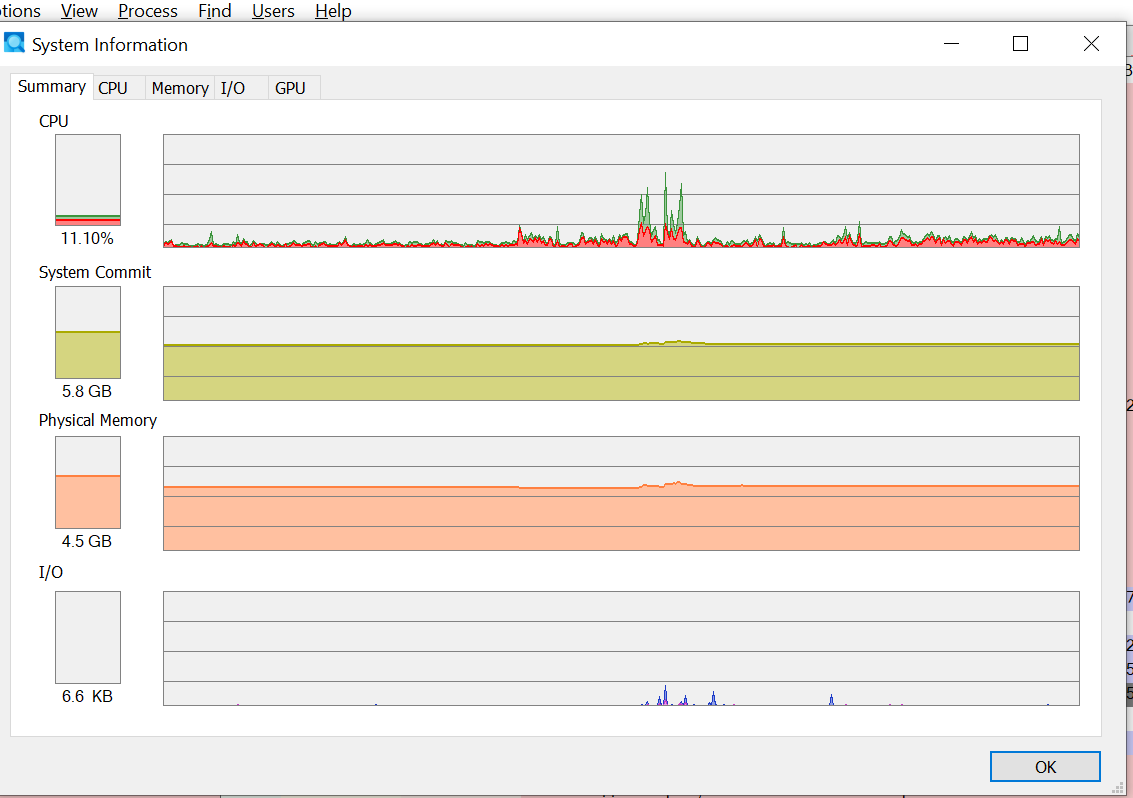 otions View Process Find Users Help
System Information
Summary CPU Memory I/O GPU
CPU
11.10%
System Commit
5.8 GB
Physical Memory
4.5 GB
I/O
6.6 KB
OK